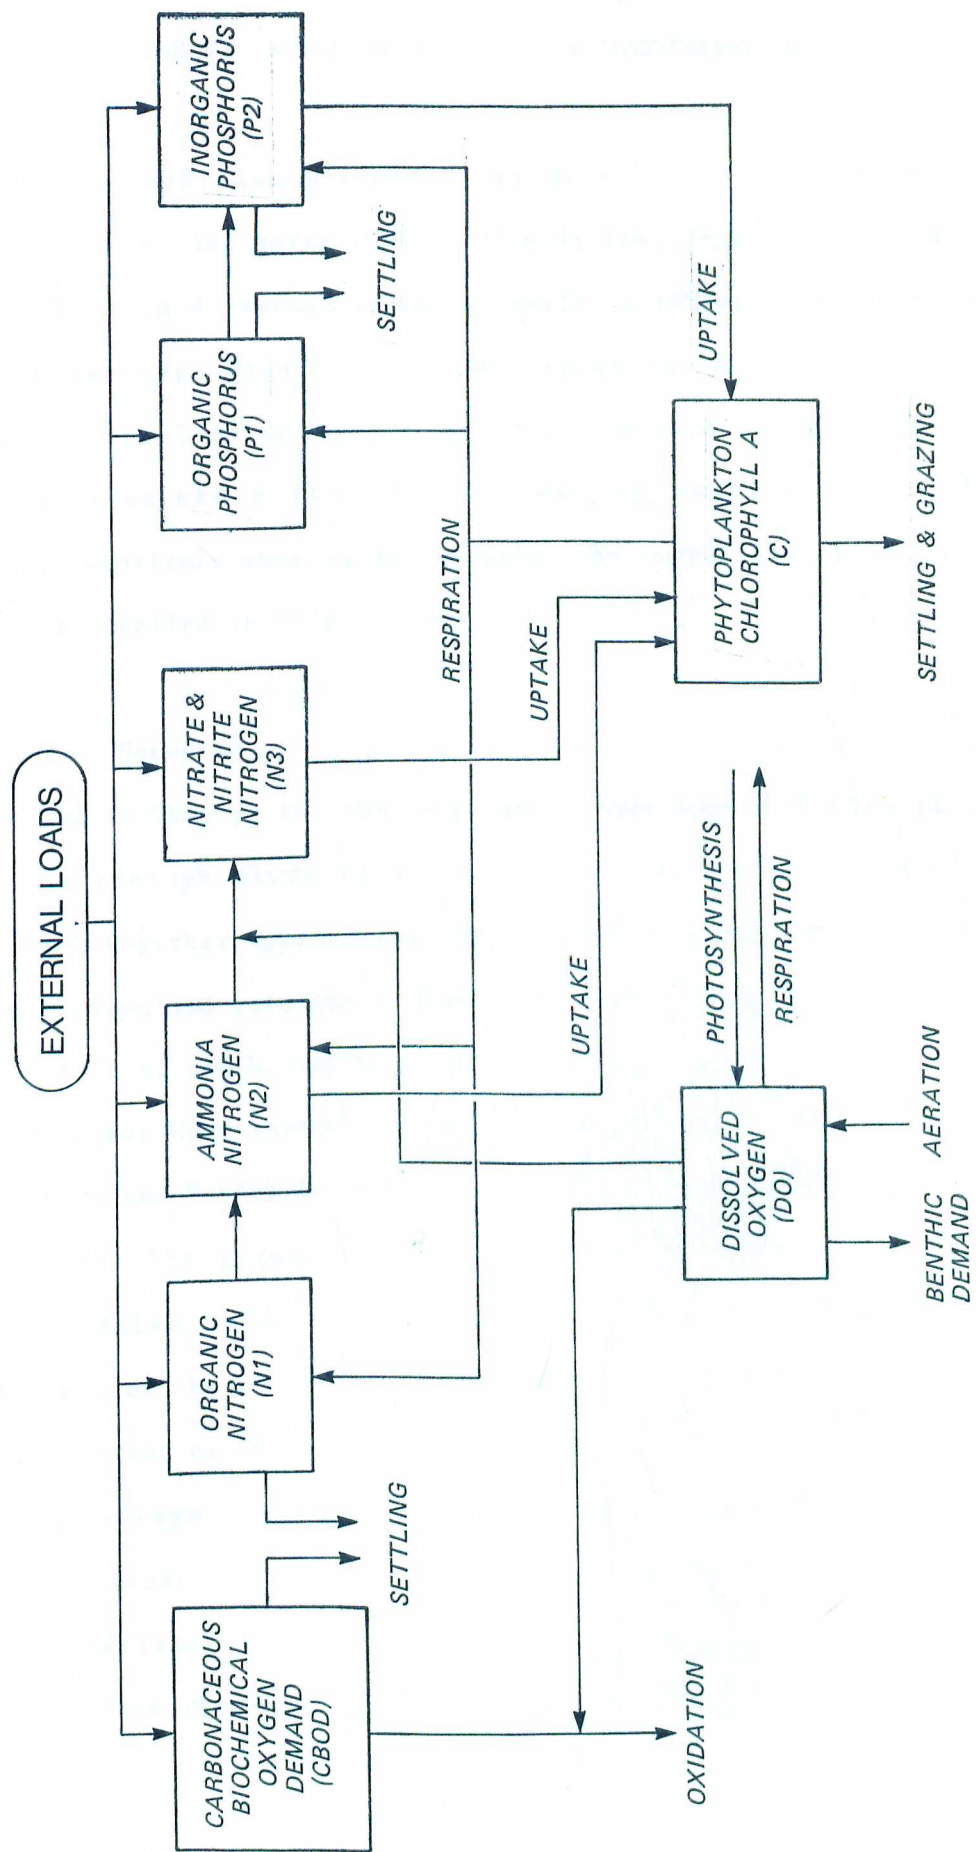 EXTERNAL LOADS
CARBONACEOUS
BIOCHEMICAL
OXYGEN
DEMAND
(CBOD)
ORGANIC
NITROGEN
(N1)
AMMONIA
NITROGEN
(N2)
NITRATE &
NITRITE
NITROGEN
(N3)
ORGANIC
PHOSPHORUS
(P1)
INORGANIC
PHOSPHORUS
(P2)
SETTLING
SETTLING
RESPIRATION
UPTAKE
UPTAKE
UPTAKE
OXIDATION
DISSOLVED
OXYGEN
(DO)
PHOTOSYNTHESIS
RESPIRATION
PHYTOPLANKTON
CHLOROPHYLL A
(C)
BENTHIC
DEMAND
AERATION
SETTLING & GRAZING